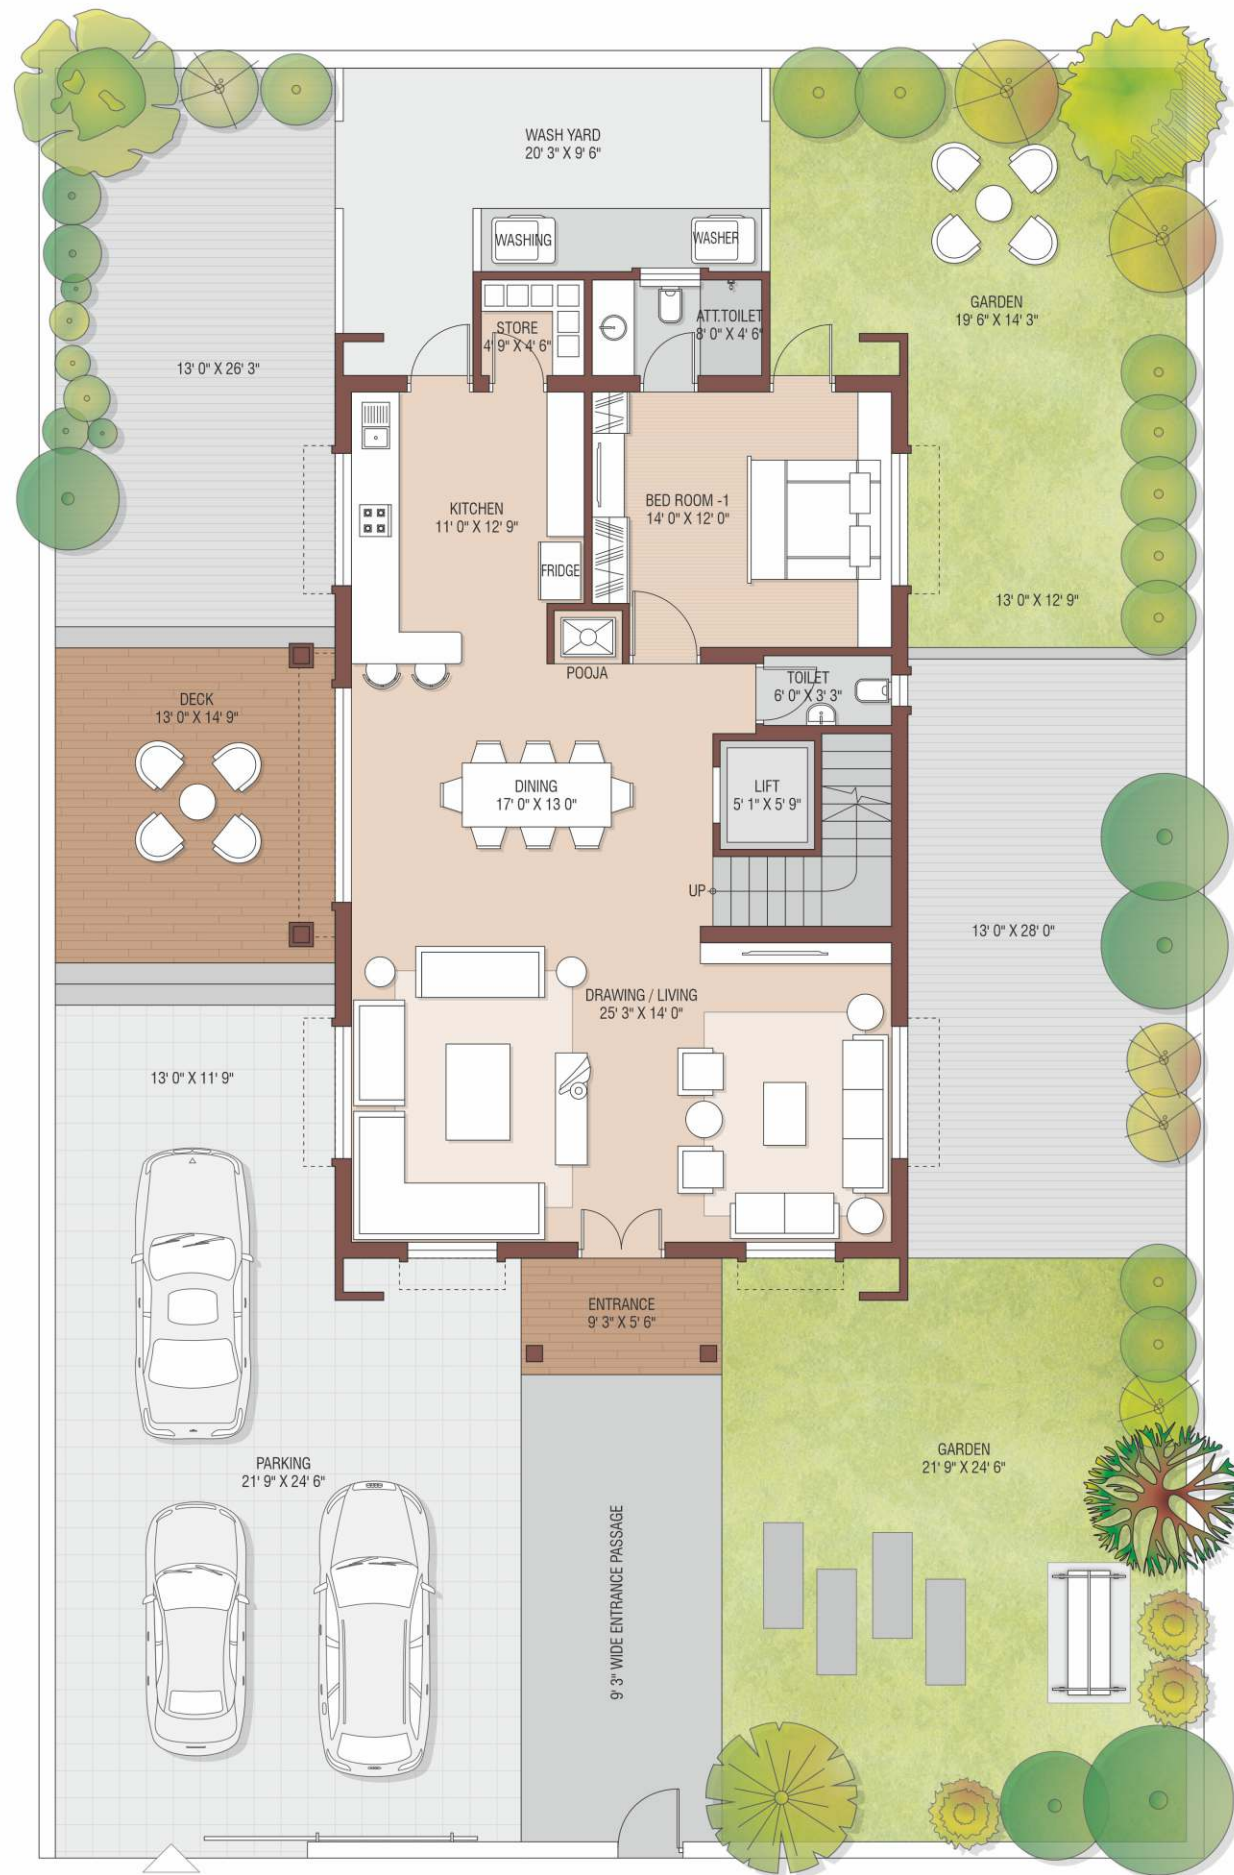 WASH YARD
20' 3" X 9' 6"
WASHING
WASHER
GARDEN
19' 6" X 14' 3"
STORE
4' 9" X 4' 6"
ATT.TOILET
8' 0" X 4' 6"
13' 0" X 26' 3"
KITCHEN
11' 0" X 12' 9"
BED ROOM -1
14' 0" X 12' 0"
FRIDGE
13' 0" X 12' 9"
POOJA
TOILET
6' 0" X 3' 3"
DECK
13' 0" X 14' 9"
DINING
17' 0" X 13 0"
LIFT
5' 1" X 5' 9"
UP
13' 0" X 28' 0"
DRAWING / LIVING
25' 3" X 14' 0"
13' 0" X 11' 9"
ENTRANCE
9' 3" X 5' 6"
PARKING
21' 9" X 24' 6"
GARDEN
21' 9" X 24' 6"
9' 3" WIDE ENTRANCE PASSAGE